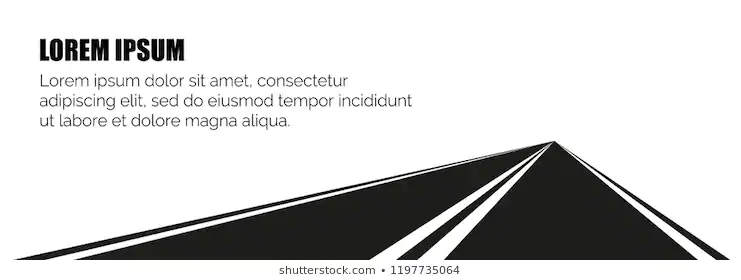 LOREM IPSUM
Lorem ipsum dolor sit amet, consectetur
adipiscing elit, sed do eiusmod tempor incididunt
ut labore et dolore magna aliqua.
shutterstock.com • 1197735064